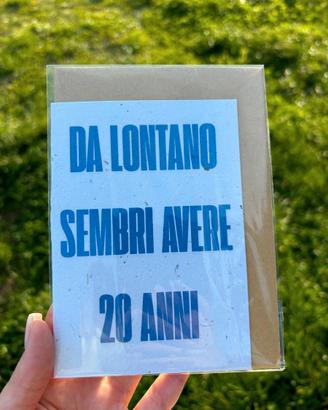 DA LONTANO
SEMBRI AVERE
20 ANNI